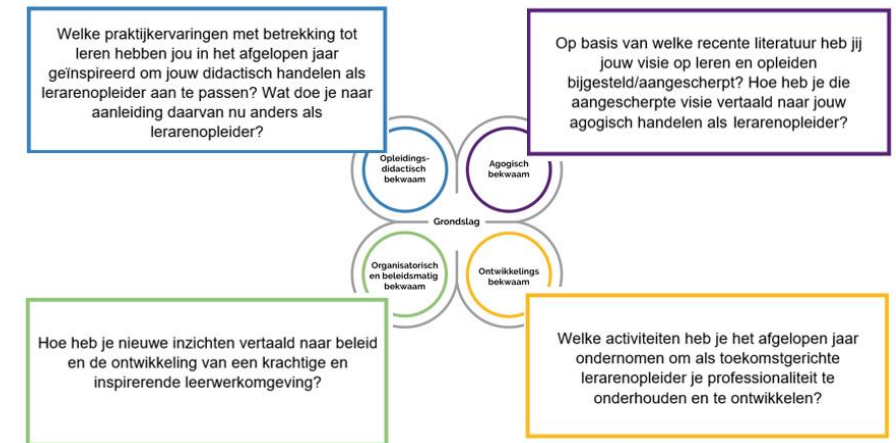 Welke praktijkervaringen met betrekking tot
leren hebben jou in het afgelopen jaar
geïnspireerd om jouw didactisch handelen als
lerarenopleider aan te passen? Wat doe je naar
aanleiding daarvan nu anders als
lerarenopleider?
Op basis van welke recente literatuur heb jij
jouw visie op leren en opleiden
bijgesteld/aangescherpt? Hoe heb je die
aangescherpte visie vertaald naar jouw
agogisch handelen als lerarenopleider?
Opleidings-
didactisch
bekwaam
Agogisch
bekwaam
Grondslag
Organisatorisch
en beleidsmatig
bekwaam
Ontwikkelings
bekwaam
Hoe heb je nieuwe inzichten vertaald naar beleid
en de ontwikkeling van een krachtige en
inspirerende leerwerkomgeving?
Welke activiteiten heb je het afgelopen jaar
ondernomen om als toekomstgerichte
lerarenopleider je professionaliteit te
onderhouden en te ontwikkelen?